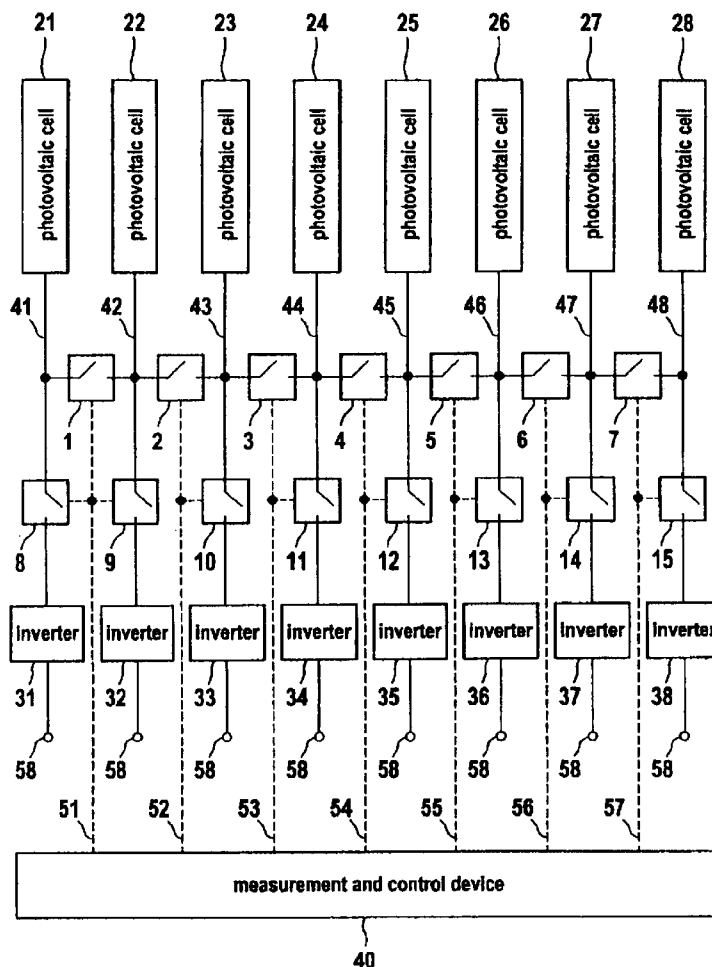 21 22 23 24 25 26 27 28
photovoltaic cell
photovoltaic cell
photovoltaic cell
photovoltaic cell
photovoltaic cell
photovoltaic cell
photovoltaic cell
photovoltaic cell
41 42 43 44 45 46 47 48
1 2 3 4 5 6 7
8 9 10 11 12 13 14 15
inverter inverter inverter inverter inverter inverter inverter inverter
31 32 33 34 35 36 37 38
58 58 58 58 58 58 58 58
51 52 53 54 55 56 57
measurement and control device
40